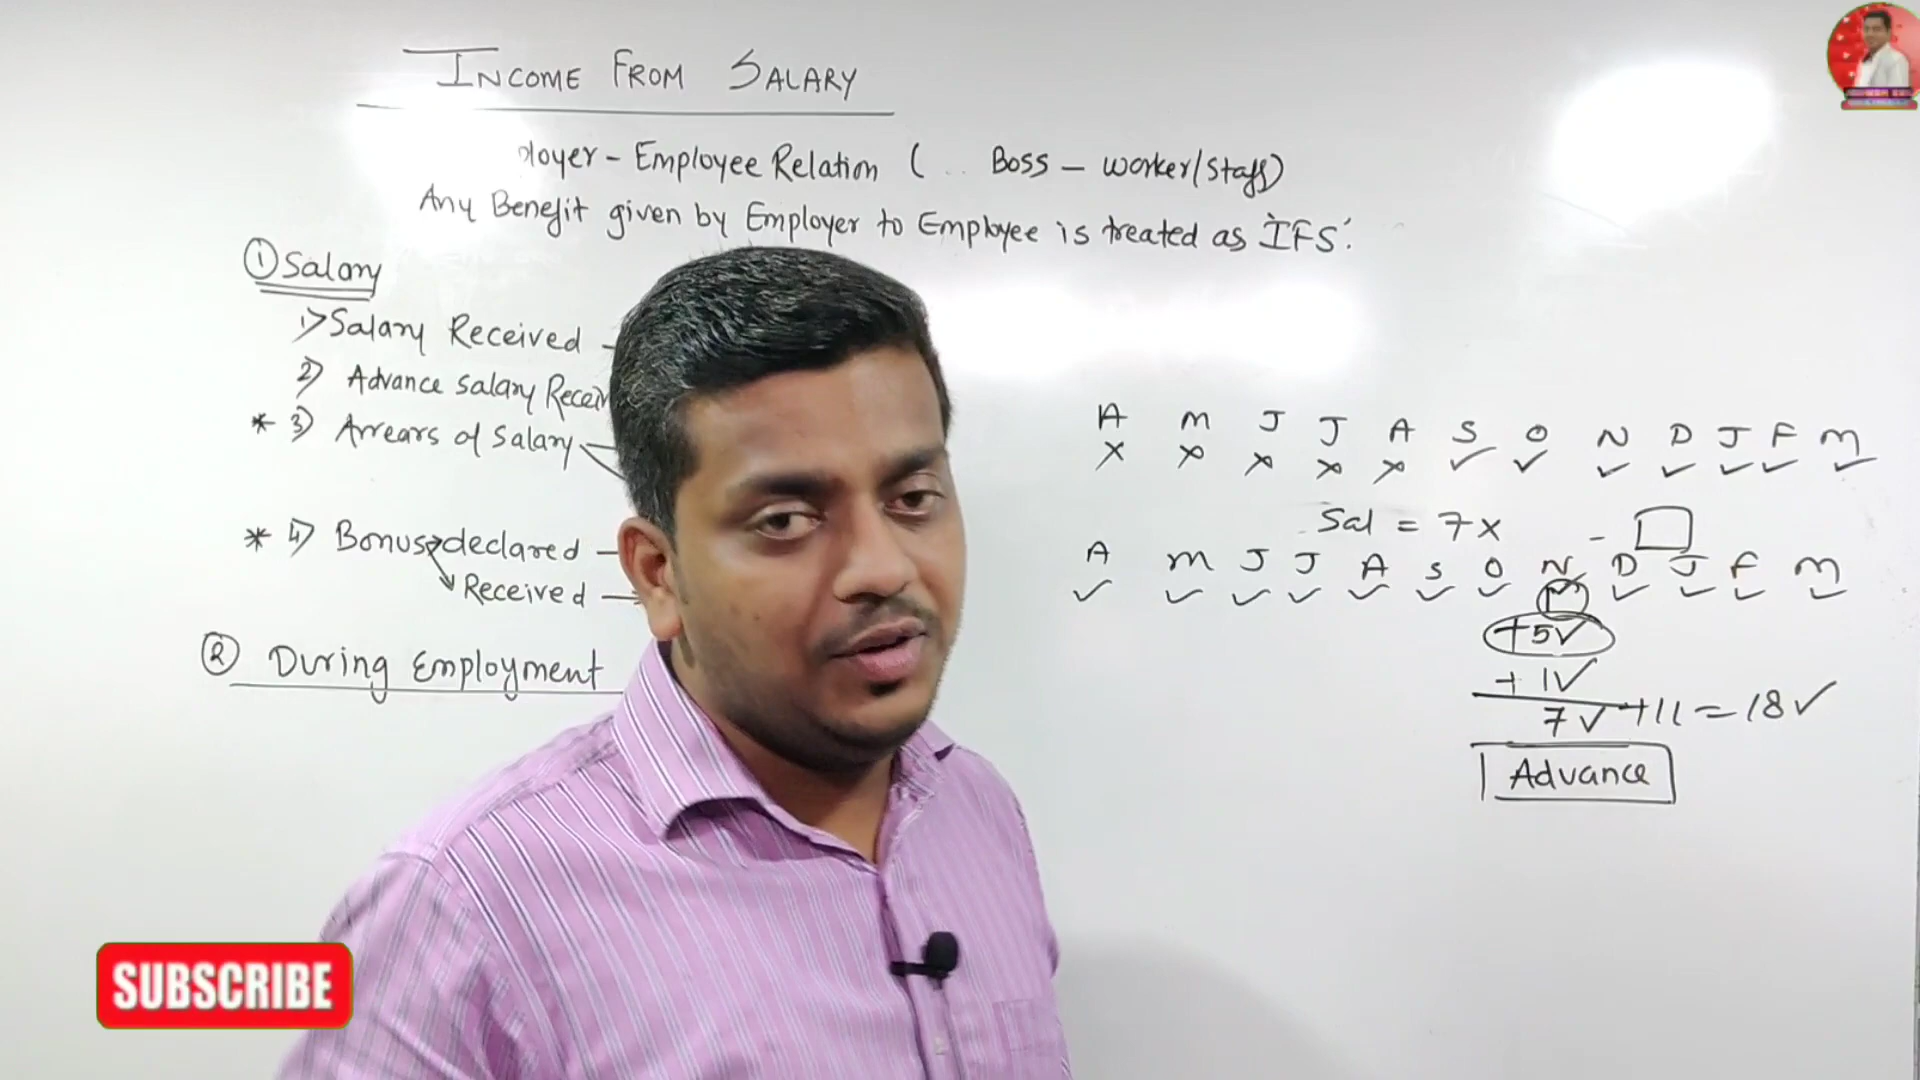 INCOME FROM SALARY
ployer - Employee Relation ( .. Boss - worker/staff)
Any Benefit given by Employer to Employee is treated as 'IFS'.
① Salary
1) Salary Received -
2) Advance Salary Receiv
* 3) Arrears of Salary
* 4) Bonus declared -
Received -
② During Employment
A M J J A S O N D J F M
x x x x x ✓ ✓ ✓ ✓ ✓ ✓ ✓
Sal = 7x - □
A M J J A S O N D J F M
✓ ✓ ✓ ✓ ✓ ✓ ✓ ✓ ✓ ✓ ✓ ✓
+5✓
+1✓
7✓ +11 = 18✓
Advance
SUBSCRIBE